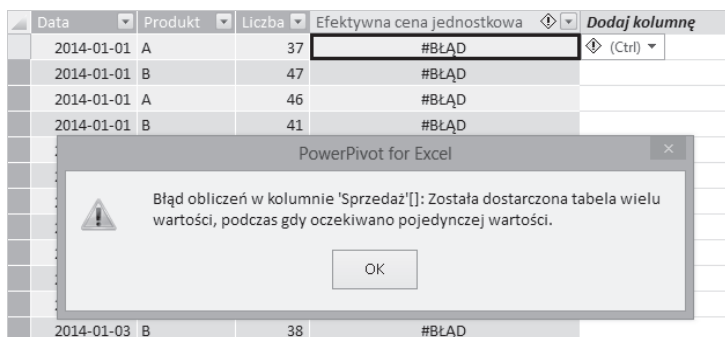 Data Produkt Liczba Efektywna cena jednostkowa Dodaj kolumnę
2014-01-01 A 37 #BŁĄD (Ctrl)
2014-01-01 B 47 #BŁĄD
2014-01-01 A 46 #BŁĄD
2014-01-01 B 41 #BŁĄD
PowerPivot for Excel
Błąd obliczeń w kolumnie 'Sprzedaż'[]: Została dostarczona tabela wielu
wartości, podczas gdy oczekiwano pojedynczej wartości.
OK
2014-01-03 B 38 #BŁĄD